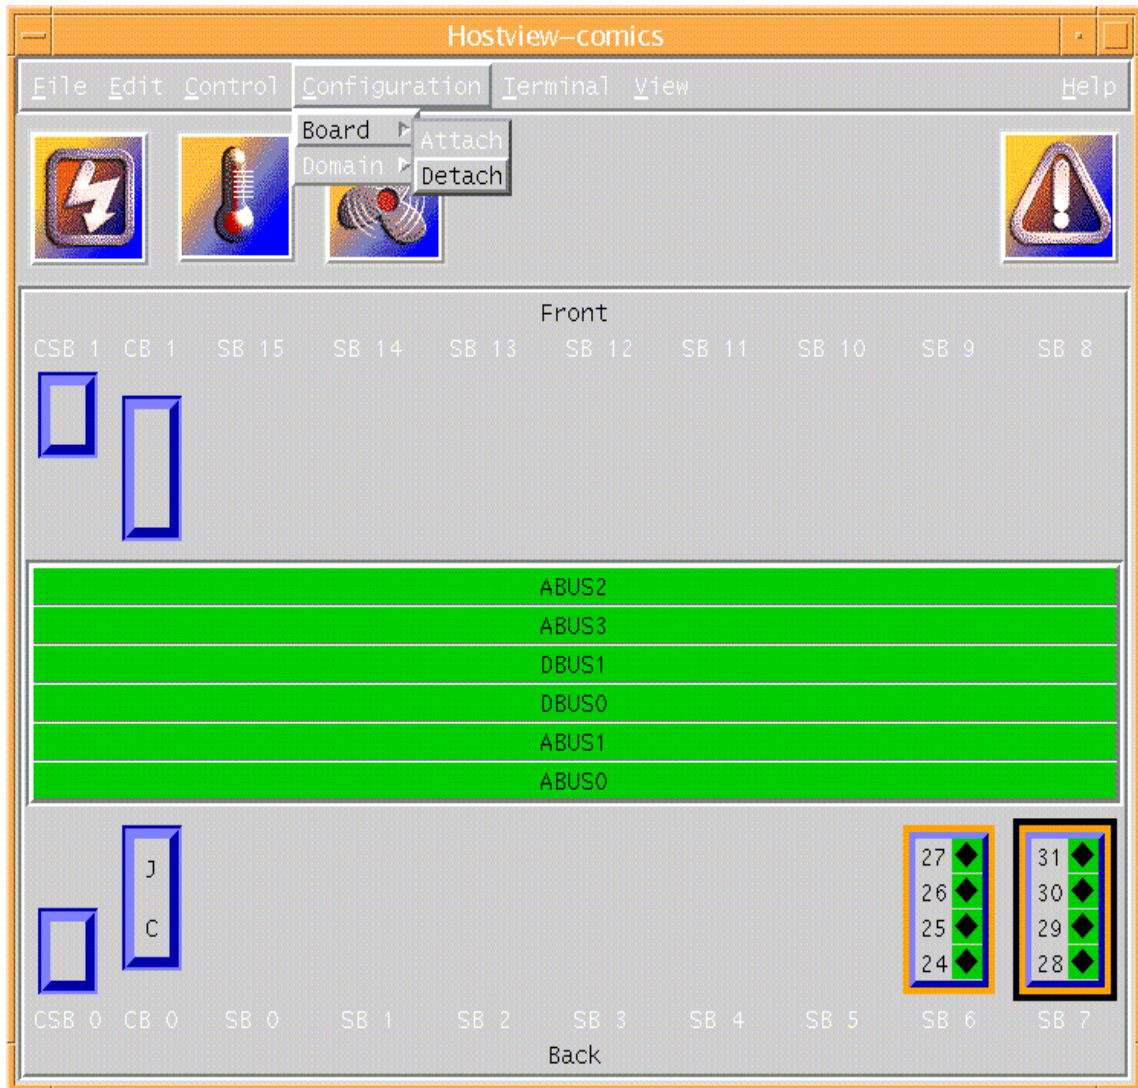 Hostview-comics
File Edit Control Configuration Terminal View Help
Board Attach
Domain Detach
Front
CSB 1 CB 1 SB 15 SB 14 SB 13 SB 12 SB 11 SB 10 SB 9 SB 8
ABUS2
ABUS3
DBUS1
DBUS0
ABUS1
ABUS0
J 27 31
26 30
C 25 29
24 28
CSB 0 CB 0 SB 0 SB 1 SB 2 SB 3 SB 4 SB 5 SB 6 SB 7
Back